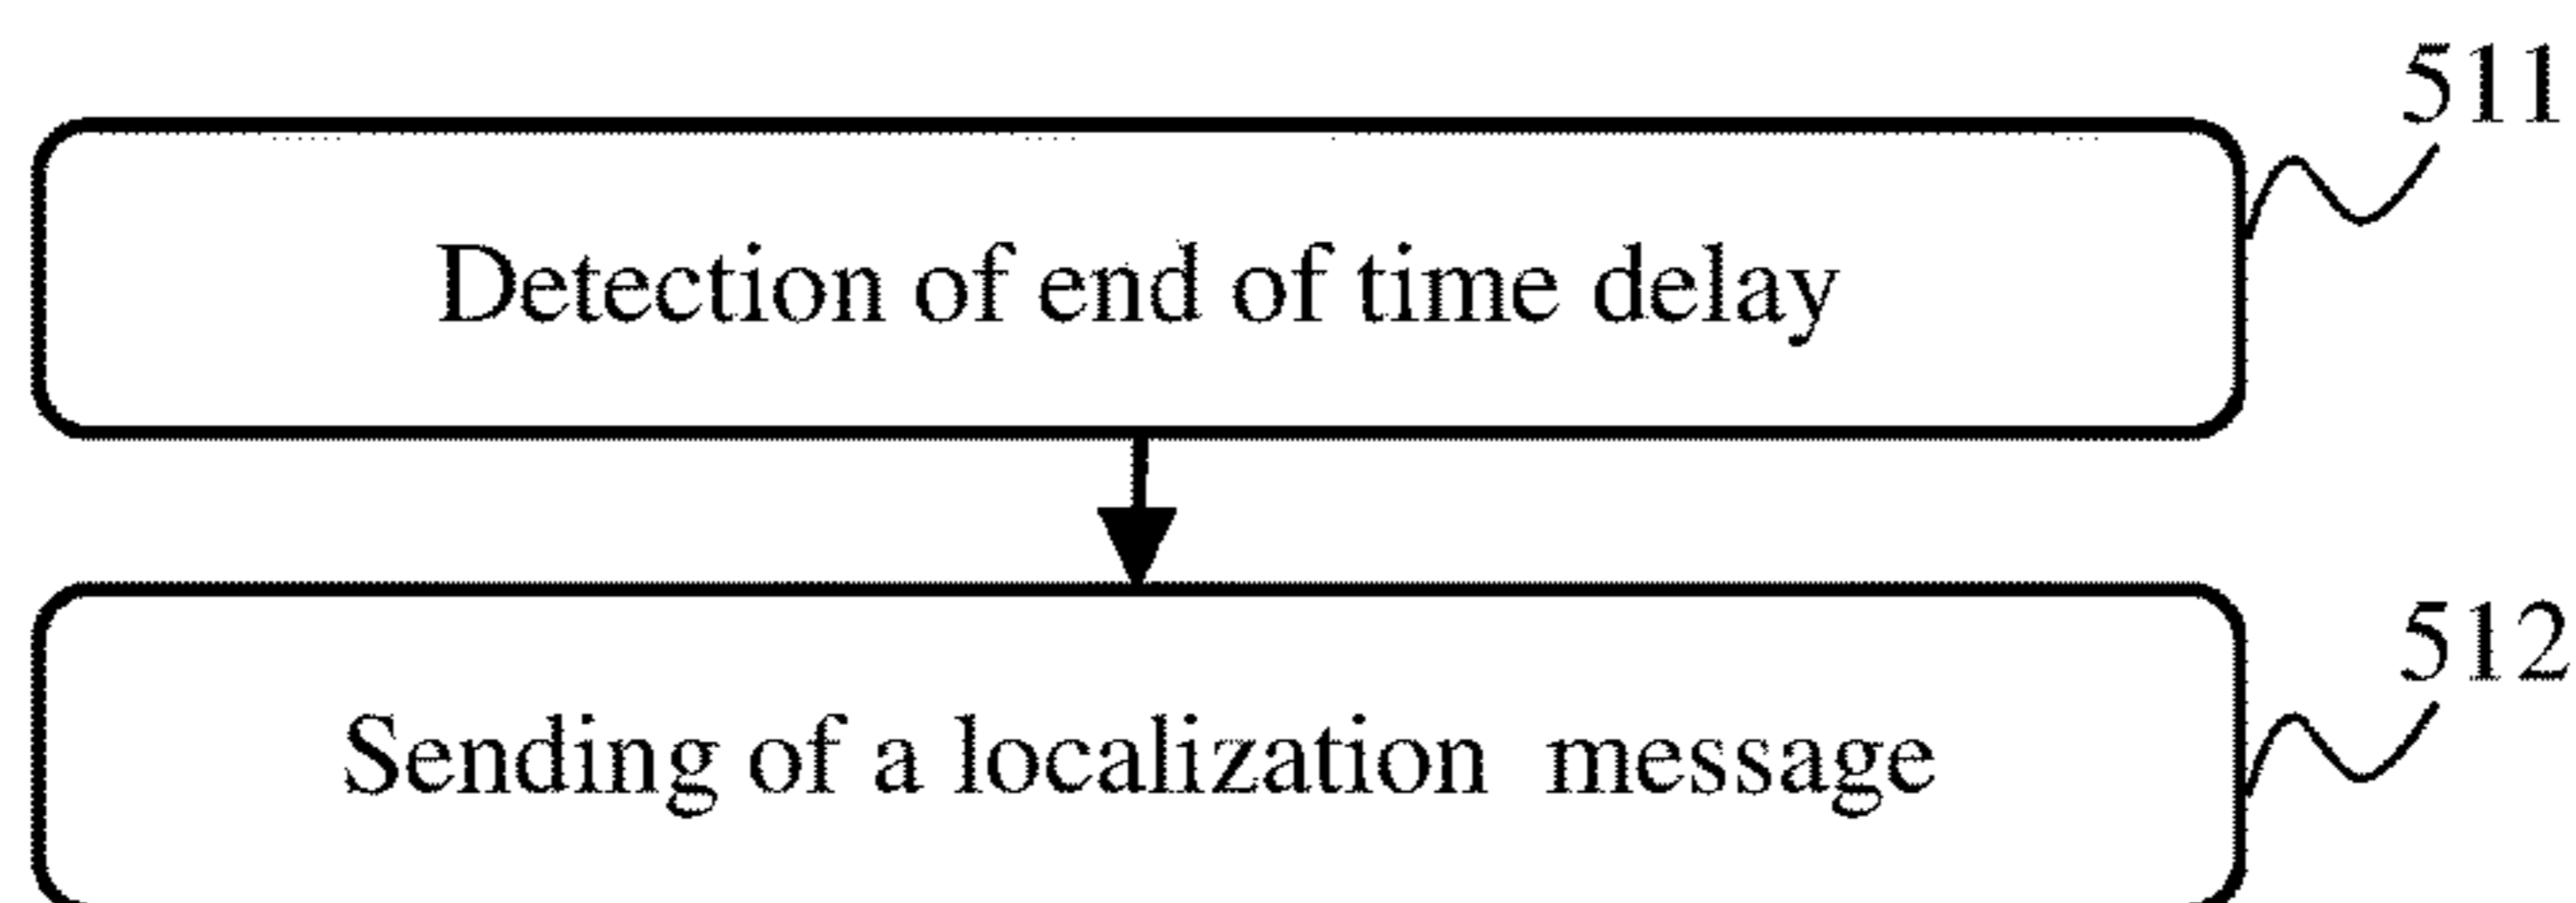 511
Detection of end of time delay
512
Sending of a localization message